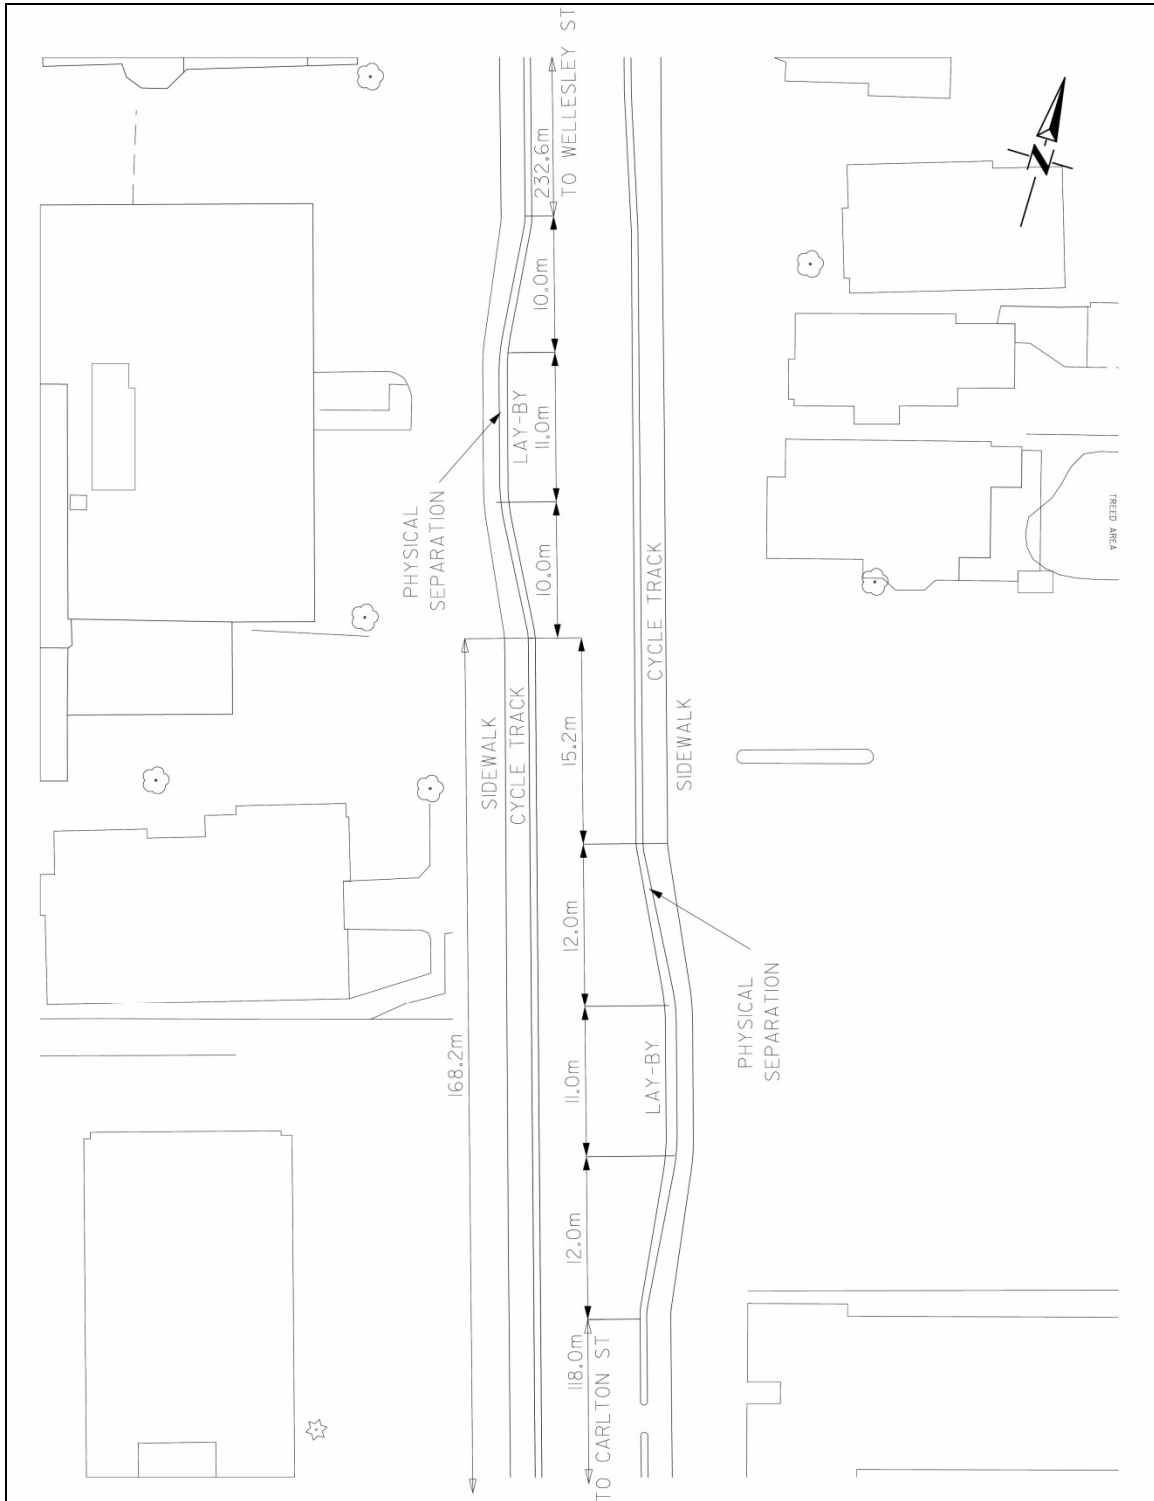 TO WELLESLEY ST
232.6m
N
10.0m
LAY-BY
11.0m
PHYSICAL
SEPARATION
TREED AREA
10.0m
CYCLE TRACK
SIDEWALK
CYCLE TRACK
15.2m
SIDEWALK
12.0m
PHYSICAL
SEPARATION
168.2m
11.0m
LAY-BY
12.0m
118.0m
TO CARLTON ST